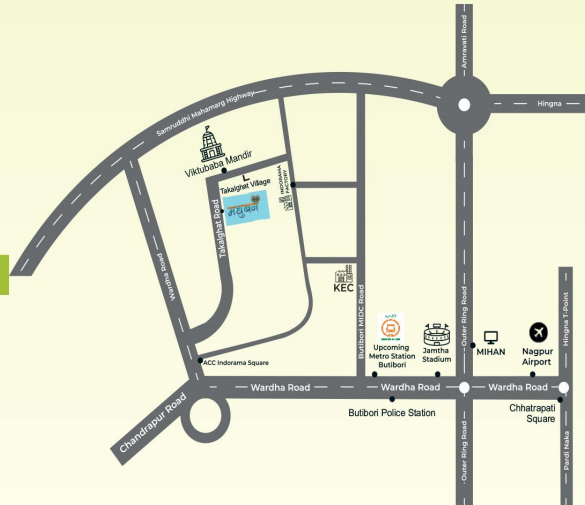 Amravati Road
Hingna
Samruddhi Mahamarg Highway
Viktubaba Mandir
Takalghat Village
मधुबन
INDORAMA
FACTORY
Takalghat Road
Wardha Road
KEC
Butibori MIDC Road
Upcoming
Metro Station
Butibori
Jamtha
Stadium
Outer Ring Road
MIHAN
Nagpur
Airport
Hingna T-Point
ACC Indorama Square
Wardha Road
Wardha Road
Wardha Road
Chandrapur Road
Butibori Police Station
Chhatrapati
Square
Outer Ring Road
Pardi Naka